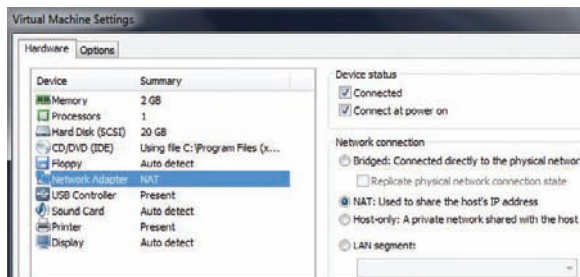 Virtual Machine Settings
Hardware Options
Device Summary
Memory 2 GB
Processors 1
Hard Disk (SCSI) 20 GB
CD/DVD (IDE) Using file C:\Program Files (x...
Floppy Auto detect
Network Adapter NAT
USB Controller Present
Sound Card Auto detect
Printer Present
Display Auto detect
Device status
Connected
Connect at power on
Network connection
Bridged: Connected directly to the physical networ
Replicate physical network connection state
NAT: Used to share the host's IP address
Host-only: A private network shared with the host
LAN segment: